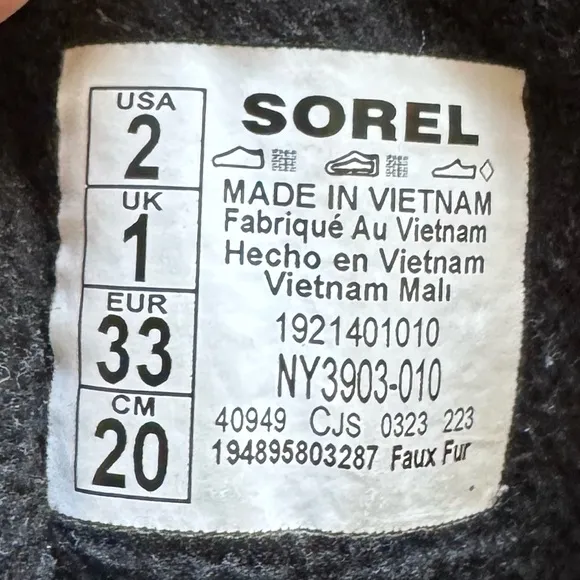 USA
2
UK
1
EUR
33
CM
20
SOREL
MADE IN VIETNAM
Fabriqué Au Vietnam
Hecho en Vietnam
Vietnam Malı
1921401010
NY3903-010
40949 CJS 0323 223
194895803287 Faux Fur